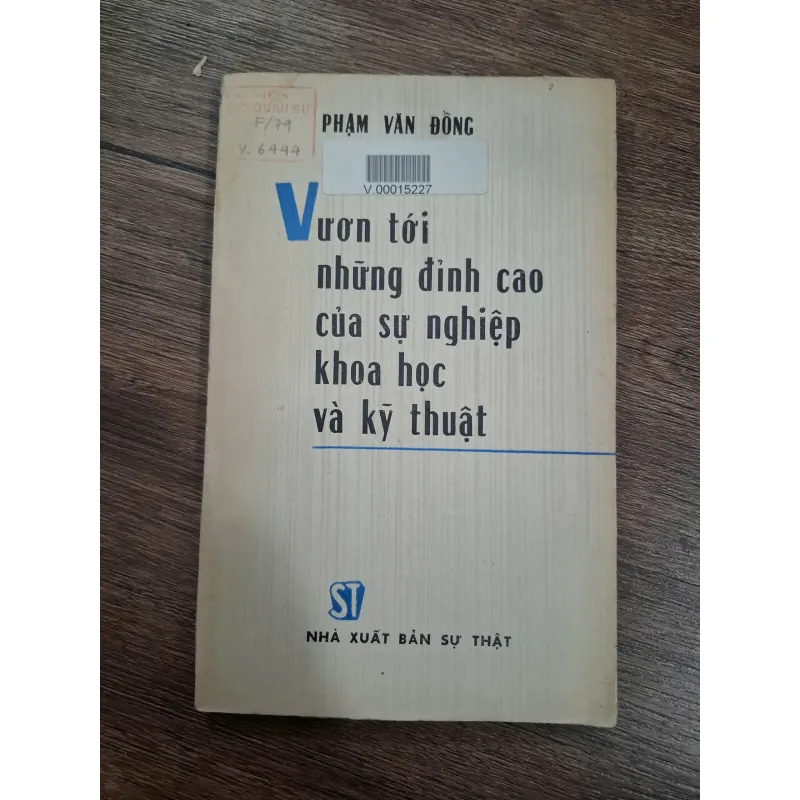 F/79
V. 6444
PHẠM VĂN ĐỒNG
V.00015227
Vươn tới
những đỉnh cao
của sự nghiệp
khoa học
và kỹ thuật
ST
NHÀ XUẤT BẢN SỰ THẬT